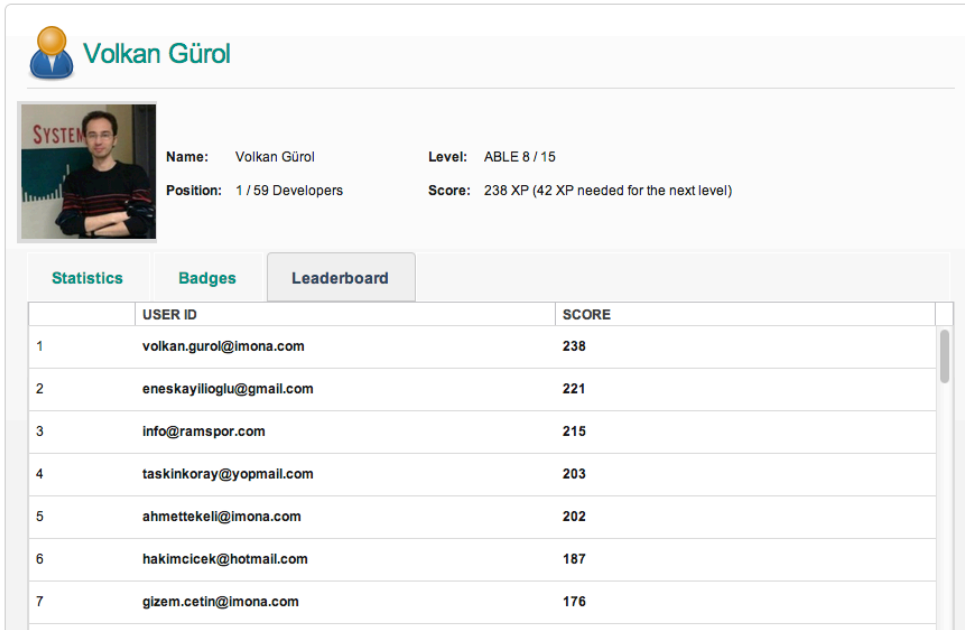 Volkan Gürol
SYSTEM
Name: Volkan Gürol Level: ABLE 8 / 15
Position: 1 / 59 Developers Score: 238 XP (42 XP needed for the next level)
Statistics Badges Leaderboard
USER ID SCORE
1 volkan.gurol@imona.com 238
2 eneskayilioglu@gmail.com 221
3 info@ramspor.com 215
4 taskinkoray@yopmail.com 203
5 ahmettekeli@imona.com 202
6 hakimcicek@hotmail.com 187
7 gizem.cetin@imona.com 176